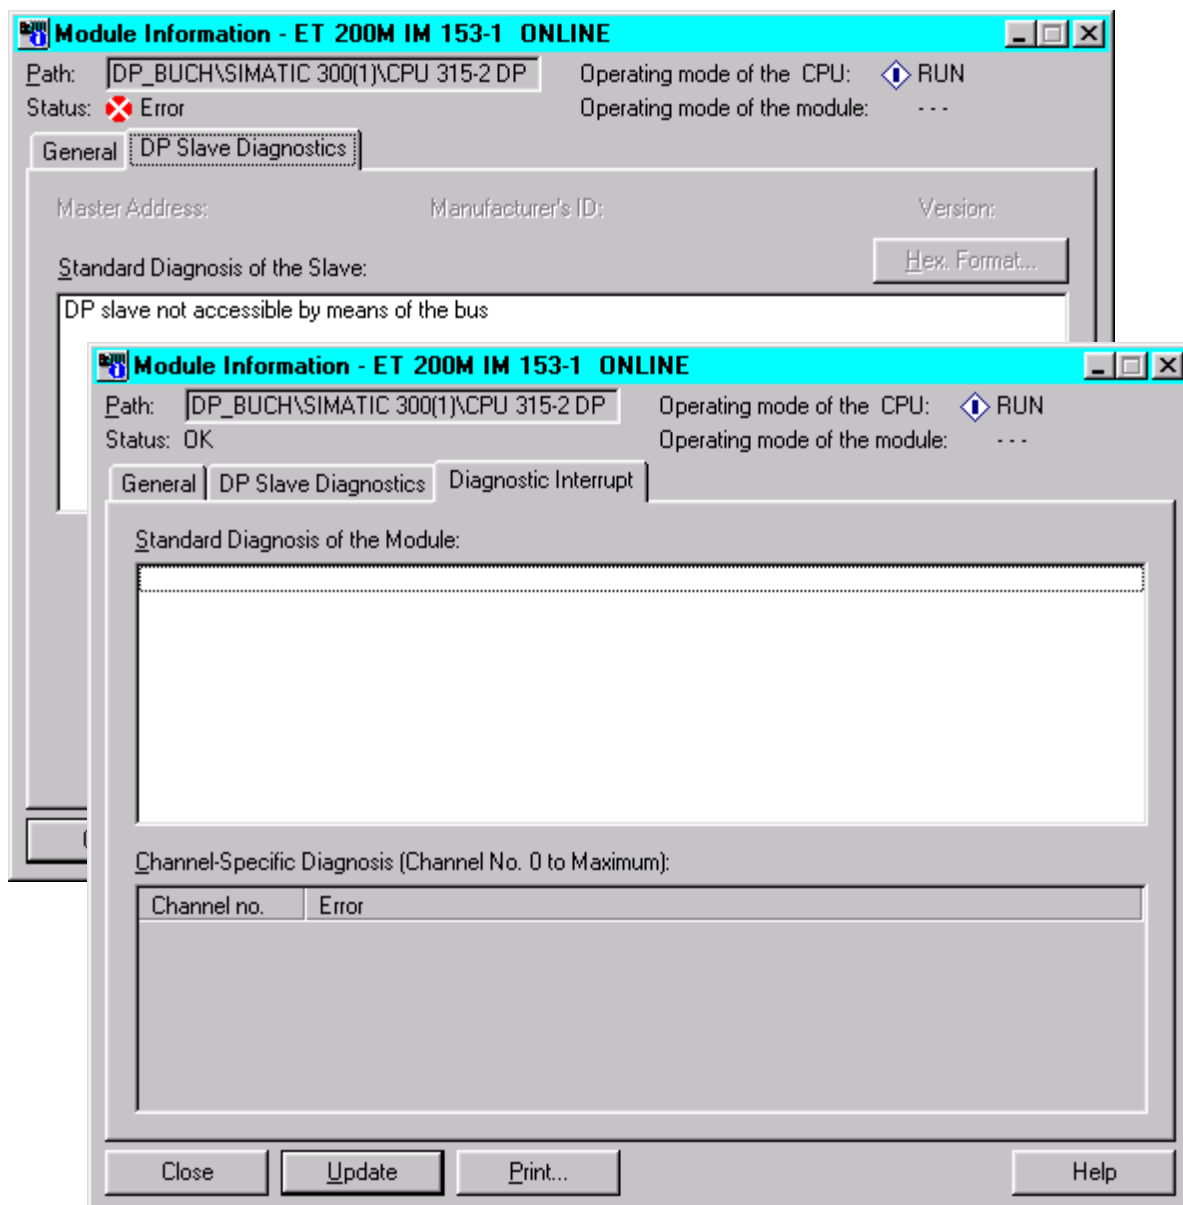 Module Information - ET 200M IM 153-1 ONLINE
Path: DP_BUCH\SIMATIC 300(1)\CPU 315-2 DP Operating mode of the CPU: RUN
Status: Error Operating mode of the module: - - -
General DP Slave Diagnostics
Master Address: Manufacturer's ID: Version:
Hex. Format...
Standard Diagnosis of the Slave:
DP slave not accessible by means of the bus
Module Information - ET 200M IM 153-1 ONLINE
Path: DP_BUCH\SIMATIC 300(1)\CPU 315-2 DP Operating mode of the CPU: RUN
Status: OK Operating mode of the module: - - -
General DP Slave Diagnostics Diagnostic Interrupt
Standard Diagnosis of the Module:
Channel-Specific Diagnosis (Channel No. 0 to Maximum):
Channel no. Error
Close Update Print... Help